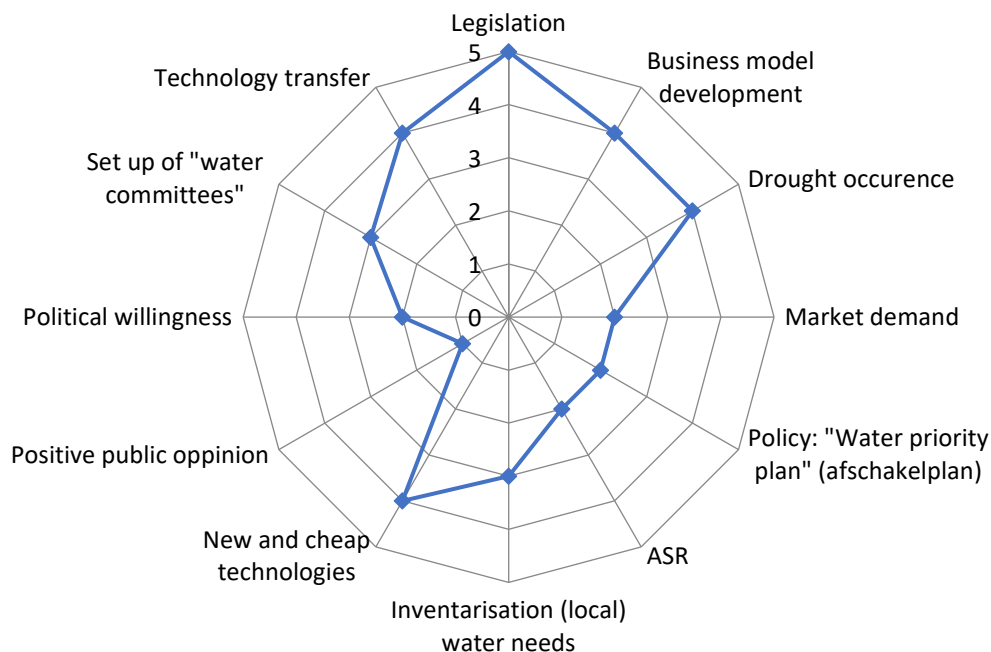 Legislation
Business model
development
Drought occurence
Market demand
Policy: "Water priority
plan" (afschakelplan)
ASR
Inventarisation (local)
water needs
New and cheap
technologies
Positive public oppinion
Political willingness
Set up of "water
committees"
Technology transfer
5
4
3
2
1
0